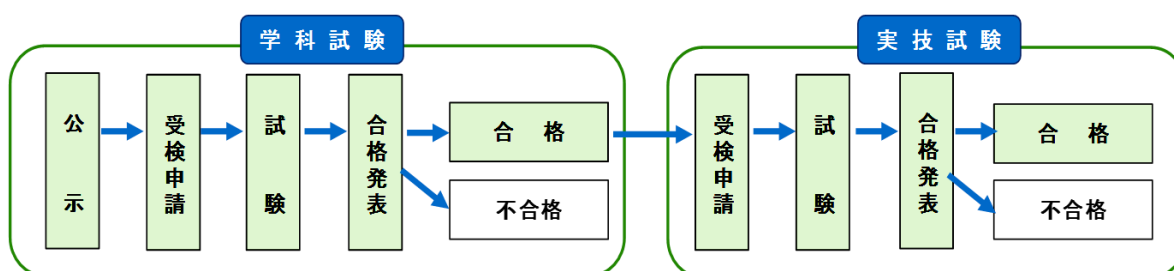 学科試験
公示
受検申請
試験
合格発表
合格
不合格
実技試験
受検申請
試験
合格発表
合格
不合格